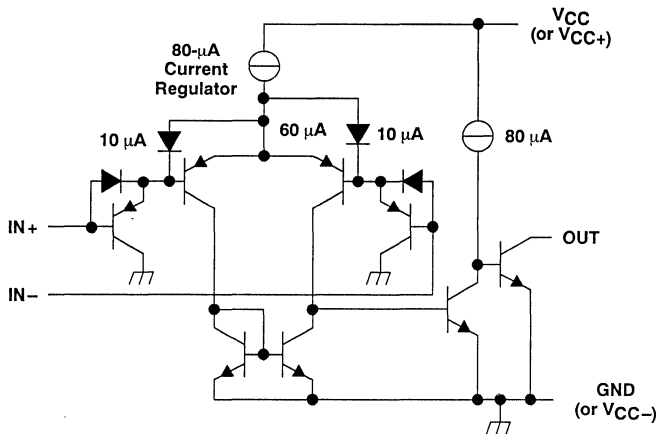 VCC
(or VCC+)
80-μA
Current
Regulator
10 μA
60 μA
10 μA
80 μA
IN+
OUT
IN−
GND
(or VCC−)